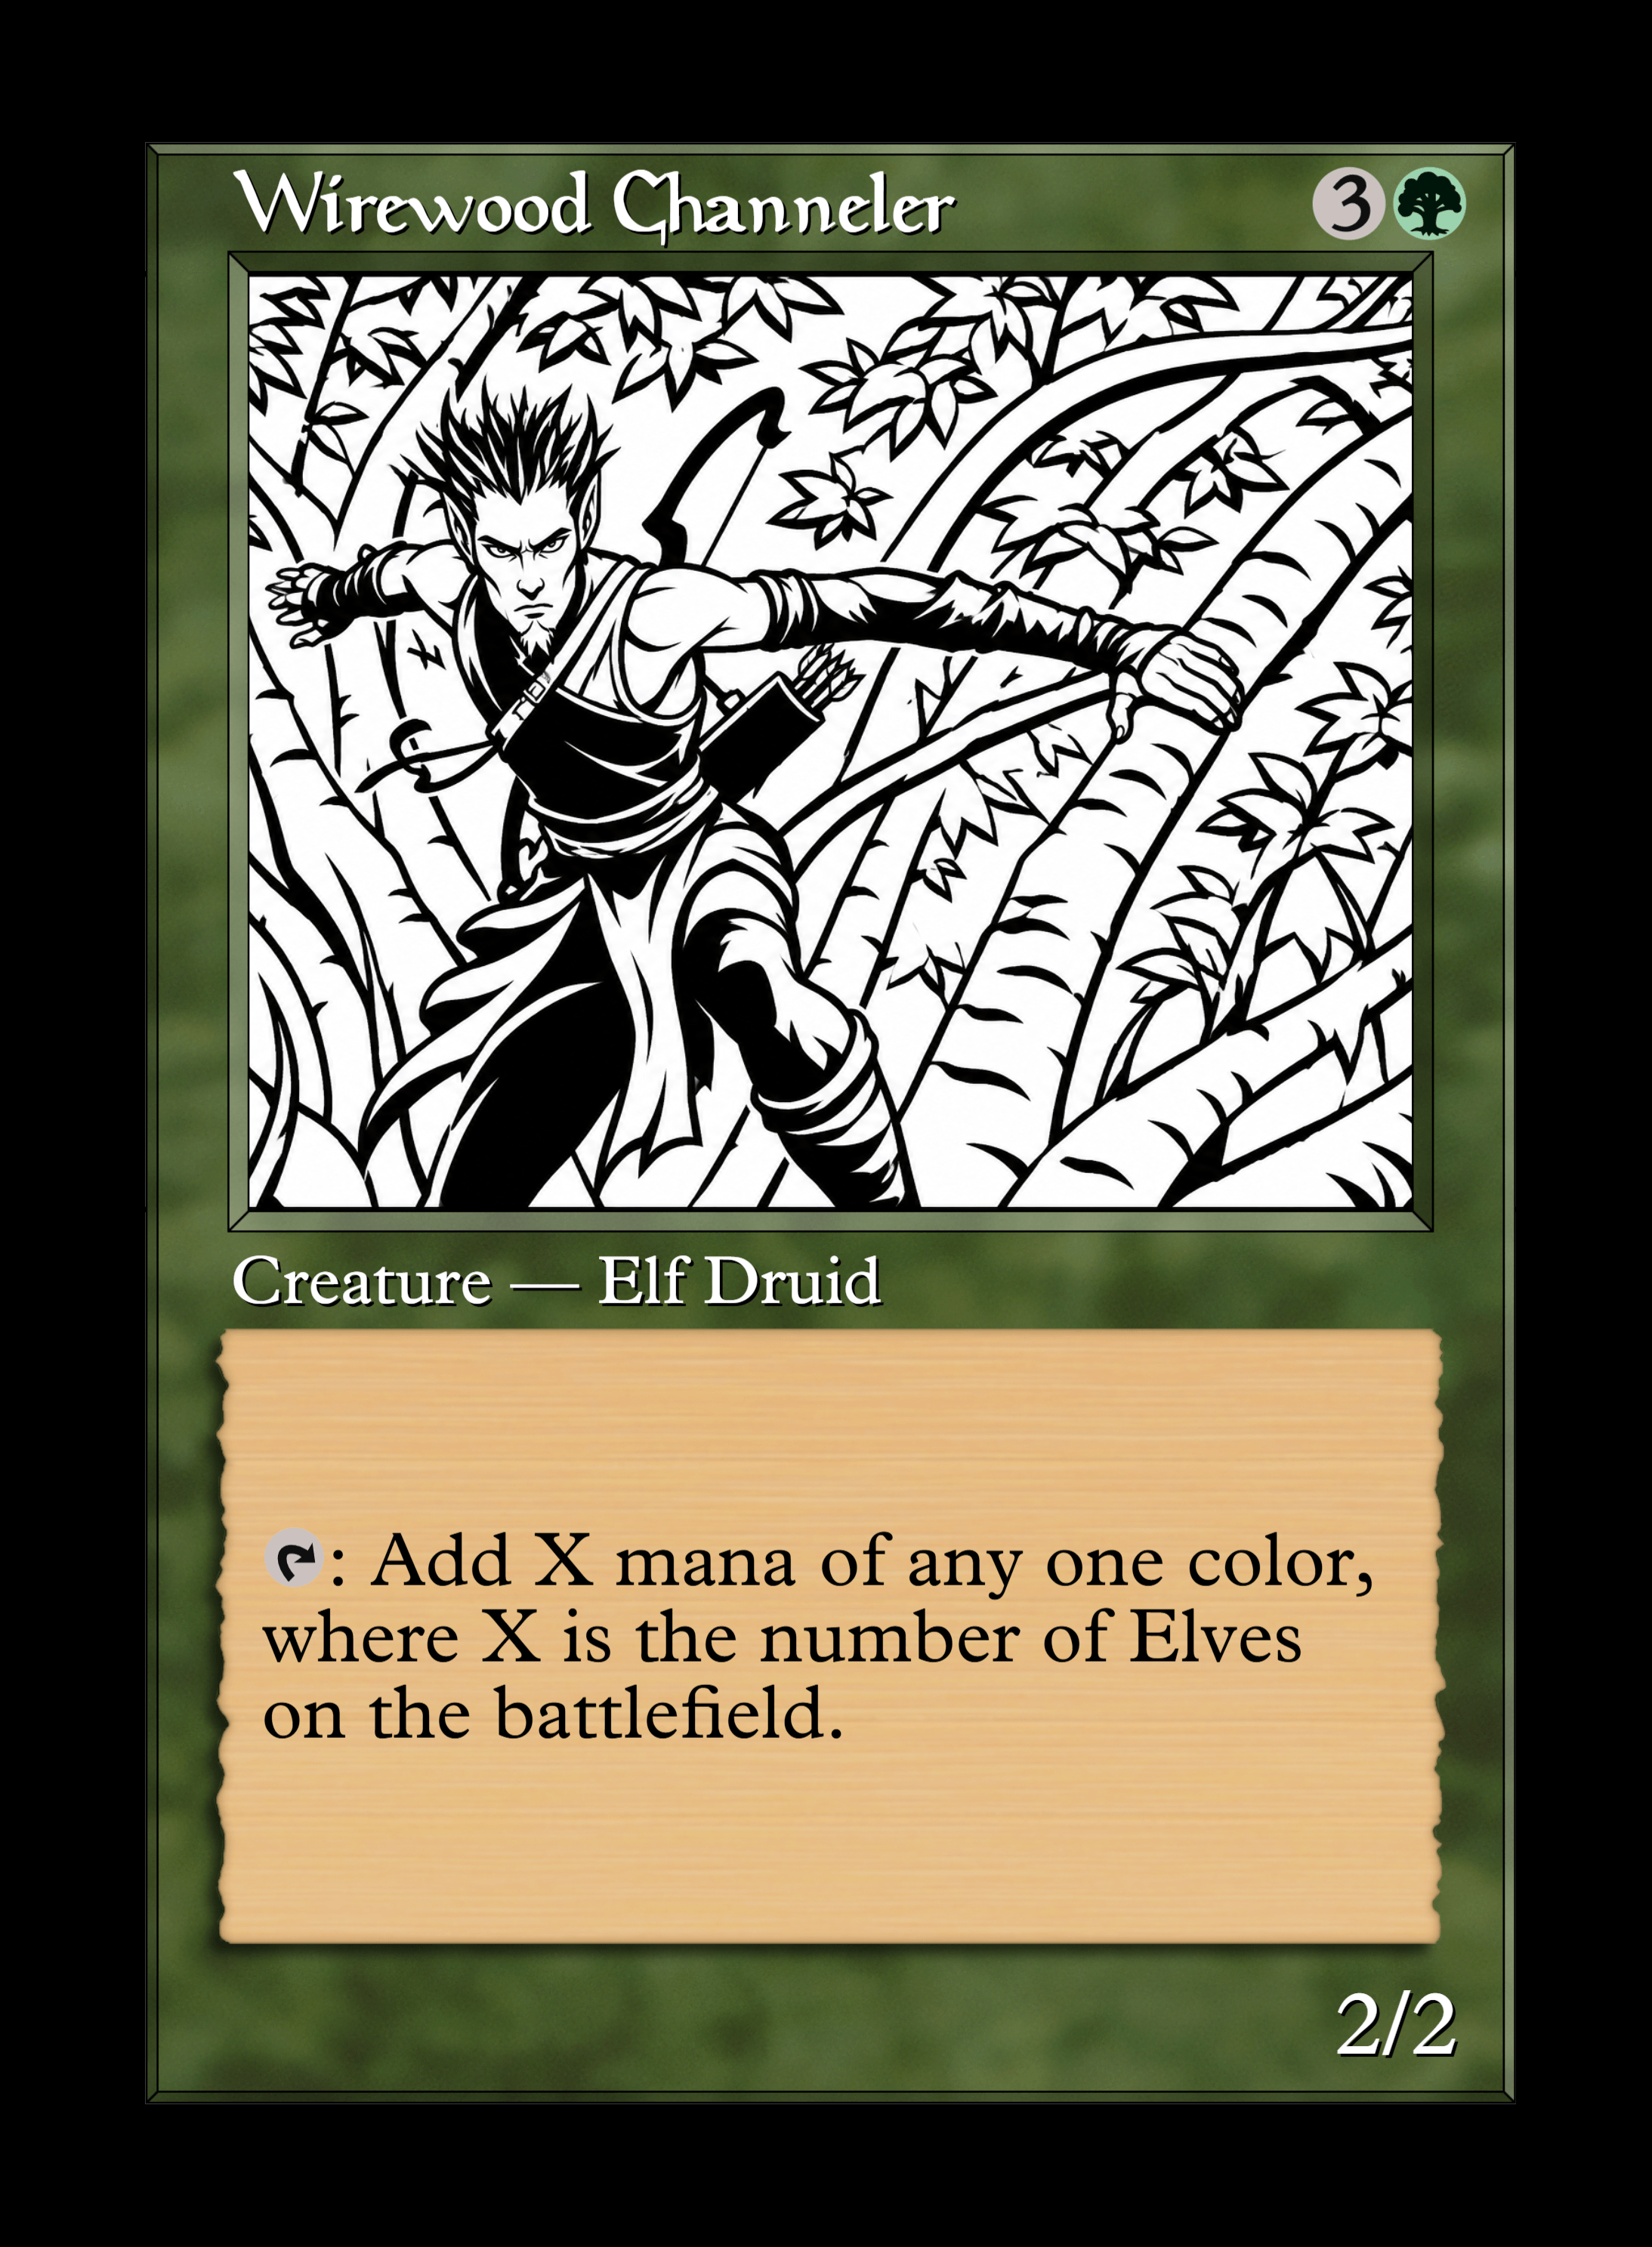 Wirewood Channeler 3
Creature — Elf Druid
: Add X mana of any one color,
where X is the number of Elves
on the battlefield.
2/2